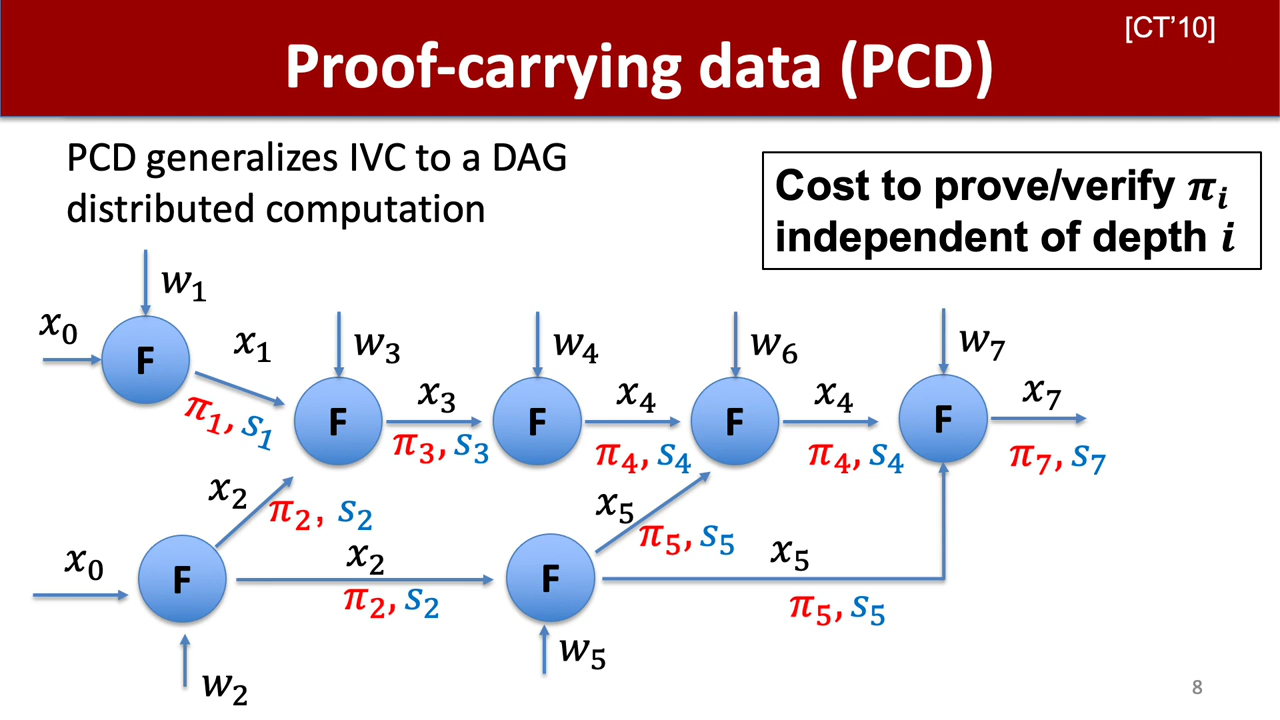 [CT'10]
Proof-carrying data (PCD)
PCD generalizes IVC to a DAG
distributed computation
Cost to prove/verify 𝝅ᵢ
independent of depth 𝒊
w₁
x₀
F
x₁
π₁, s₁
w₃
F
x₃
π₃, s₃
w₄
F
x₄
π₄, s₄
w₆
F
x₄
π₄, s₄
w₇
F
x₇
π₇, s₇
x₂
π₂, s₂
x₅
π₅, s₅
x₀
F
x₂
π₂, s₂
F
x₅
π₅, s₅
w₂
w₅
8